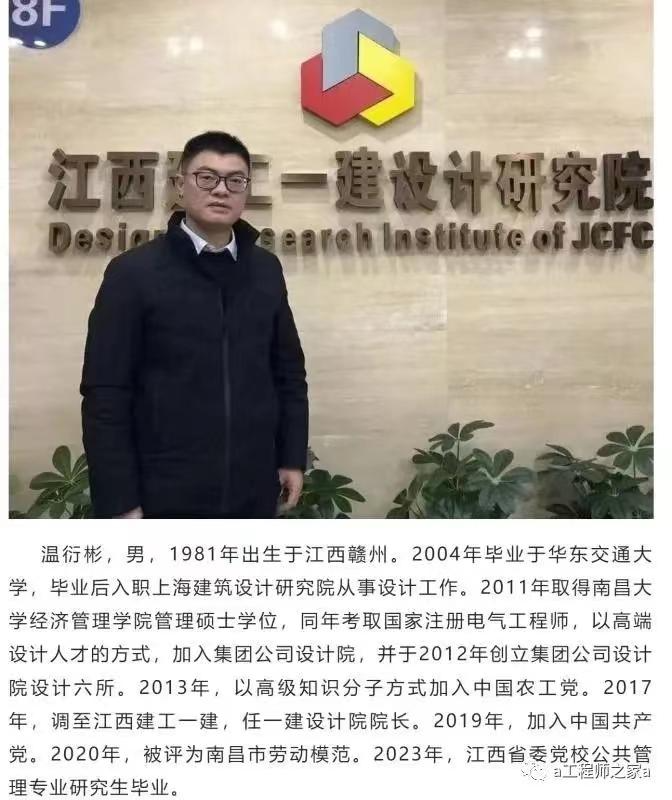 8F
江西建工一建设计研究院
Design Research Institute of JCFC
温衍彬，男，1981年出生于江西赣州。2004年毕业于华东交通大
学，毕业后入职上海建筑设计研究院从事设计工作。2011年取得南昌大
学经济管理学院管理硕士学位，同年考取国家注册电气工程师，以高端
设计人才的方式，加入集团公司设计院，并于2012年创立集团公司设计
院设计六所。2013年，以高级知识分子方式加入中国农工党。2017
年，调至江西建工一建，任一建设计院院长。2019年，加入中国共产
党。2020年，被评为南昌市劳动模范。2023年，江西省委党校公共管
理专业研究生毕业。
a工程师之家a